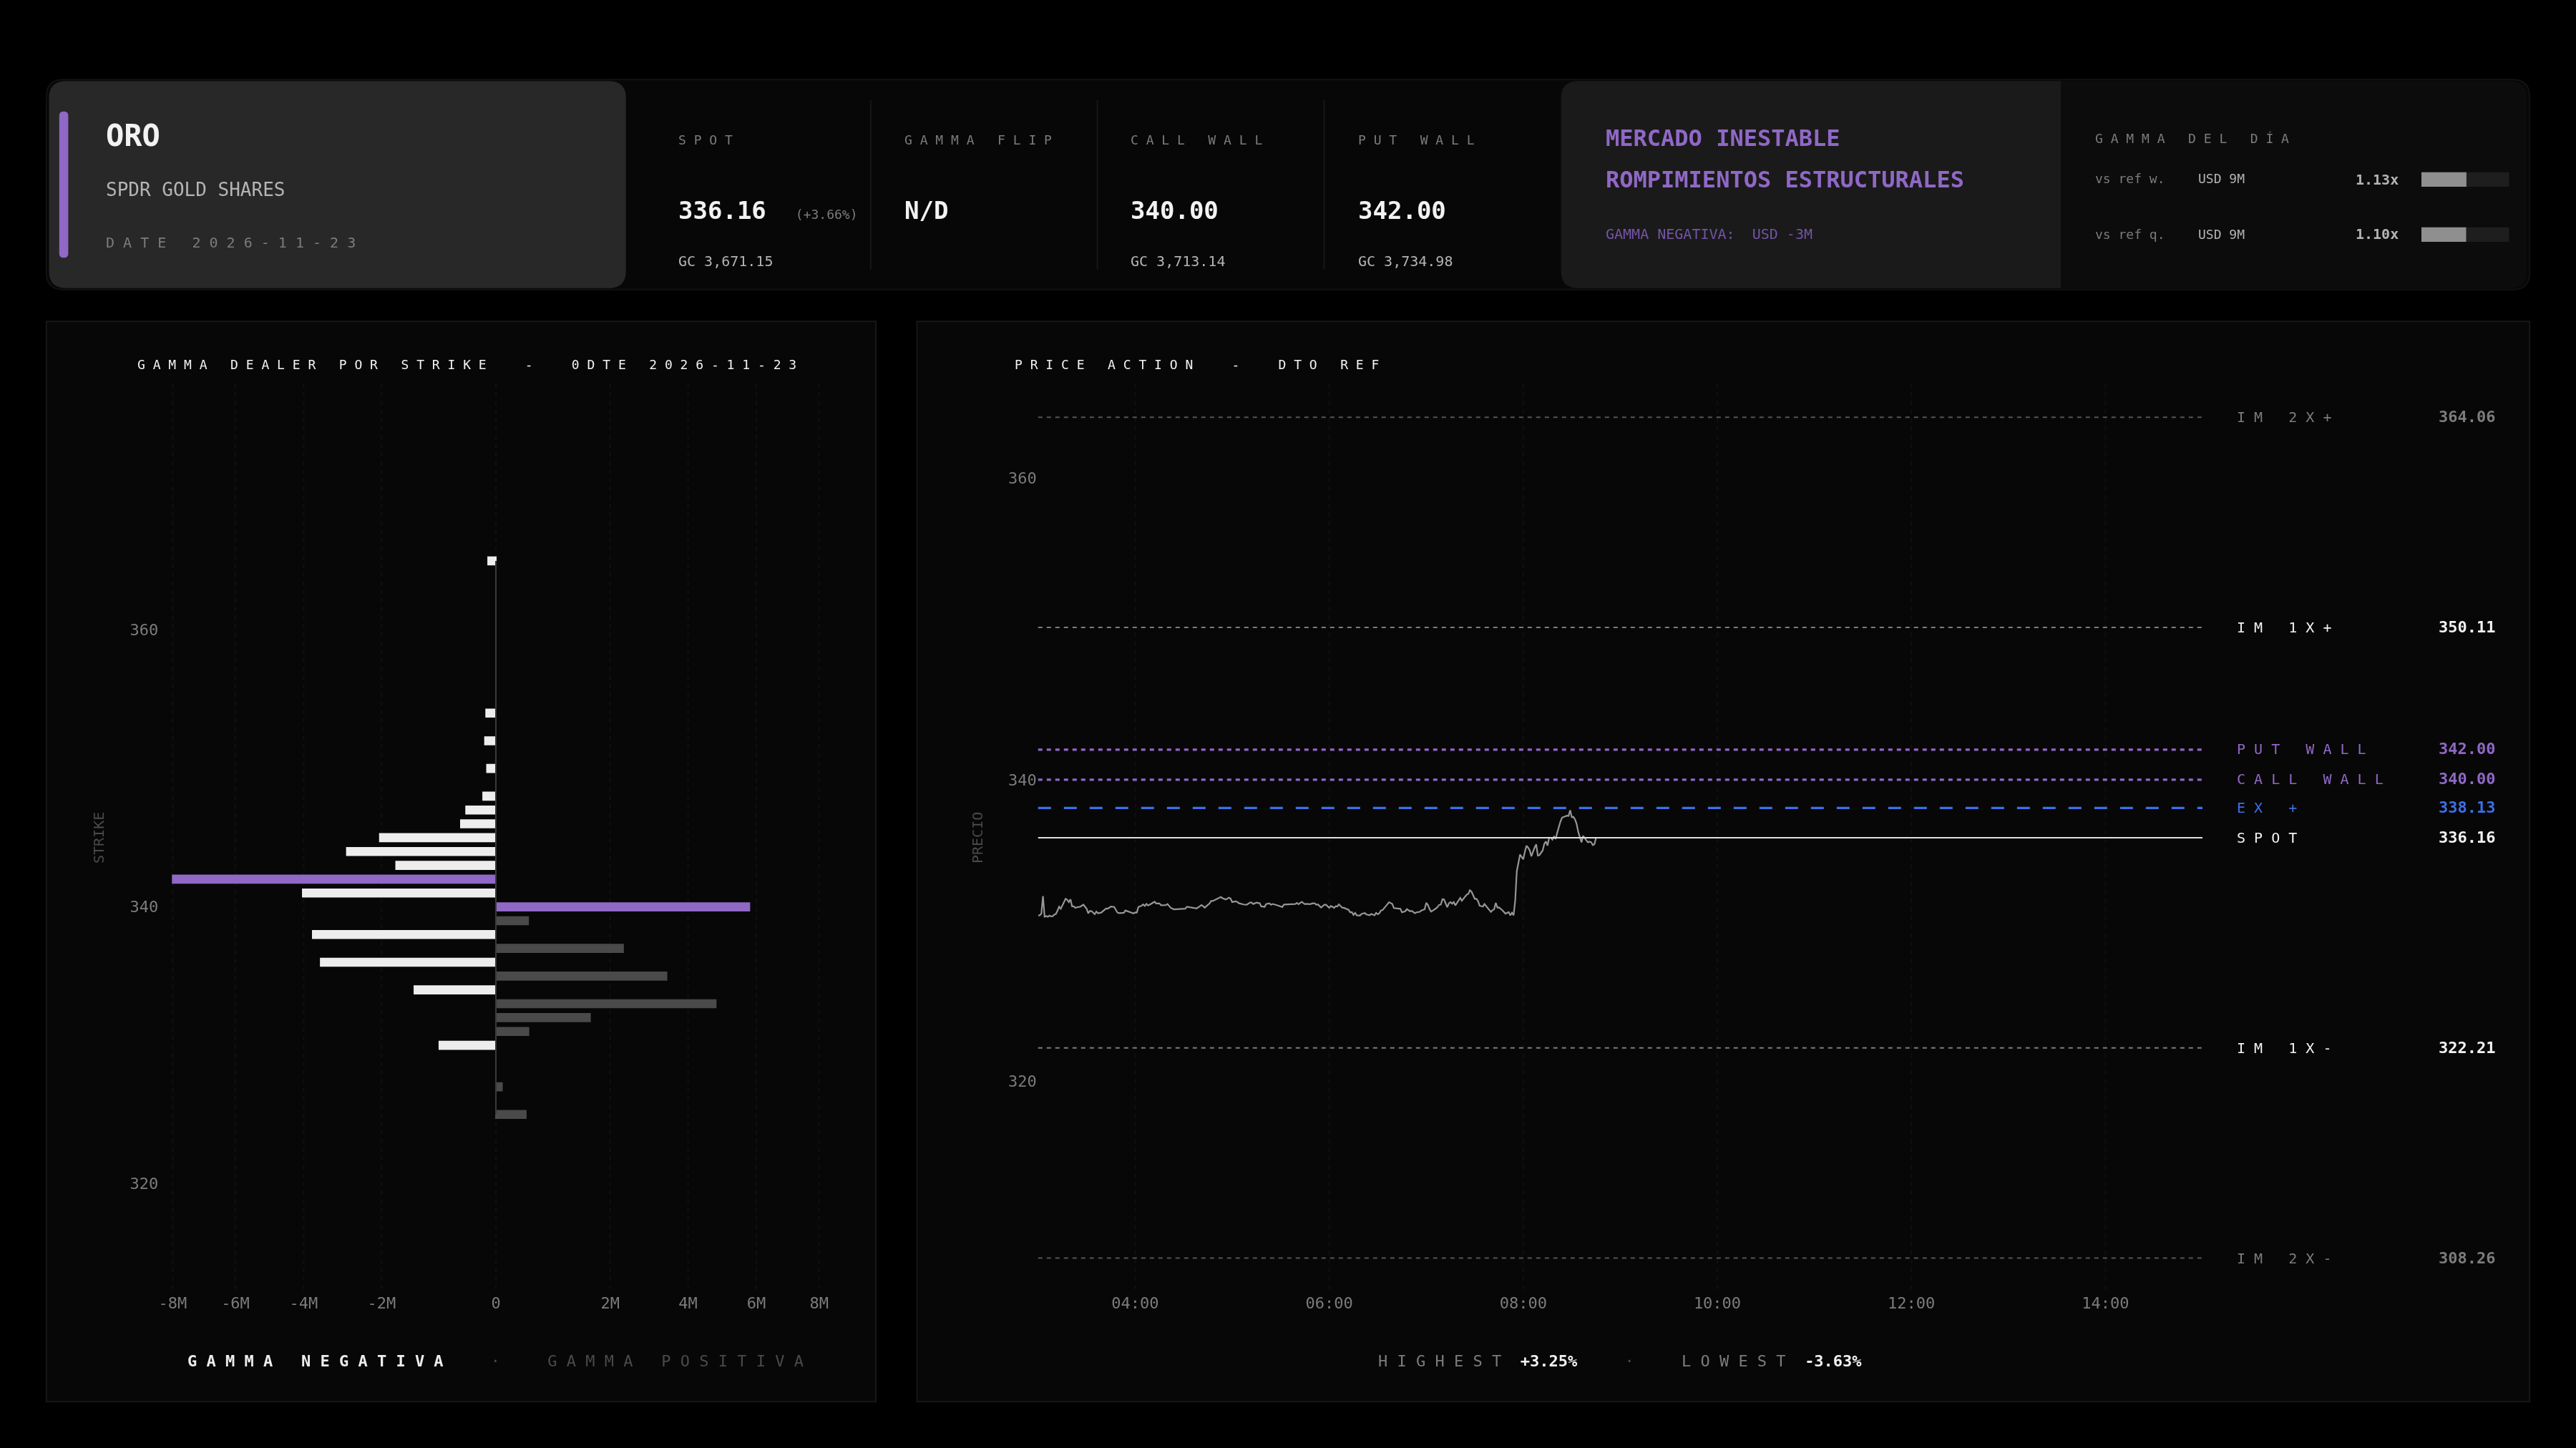 ORO
SPDR GOLD SHARES
DATE 2026-11-23
SPOT
336.16 (+3.66%)
GC 3,671.15
GAMMA FLIP
N/D
CALL WALL
340.00
GC 3,713.14
PUT WALL
342.00
GC 3,734.98
MERCADO INESTABLE
ROMPIMIENTOS ESTRUCTURALES
GAMMA NEGATIVA: USD -3M
GAMMA DEL DÍA
vs ref w. USD 9M 1.13x
vs ref q. USD 9M 1.10x
GAMMA DEALER POR STRIKE - 0DTE 2026-11-23
STRIKE
360
340
320
-8M -6M -4M -2M 0 2M 4M 6M 8M
GAMMA NEGATIVA · GAMMA POSITIVA
PRICE ACTION - DTO REF
PRECIO
360
340
320
IM 2X+ 364.06
IM 1X+ 350.11
PUT WALL 342.00
CALL WALL 340.00
EX + 338.13
SPOT 336.16
IM 1X- 322.21
IM 2X- 308.26
04:00 06:00 08:00 10:00 12:00 14:00
HIGHEST +3.25% · LOWEST -3.63%